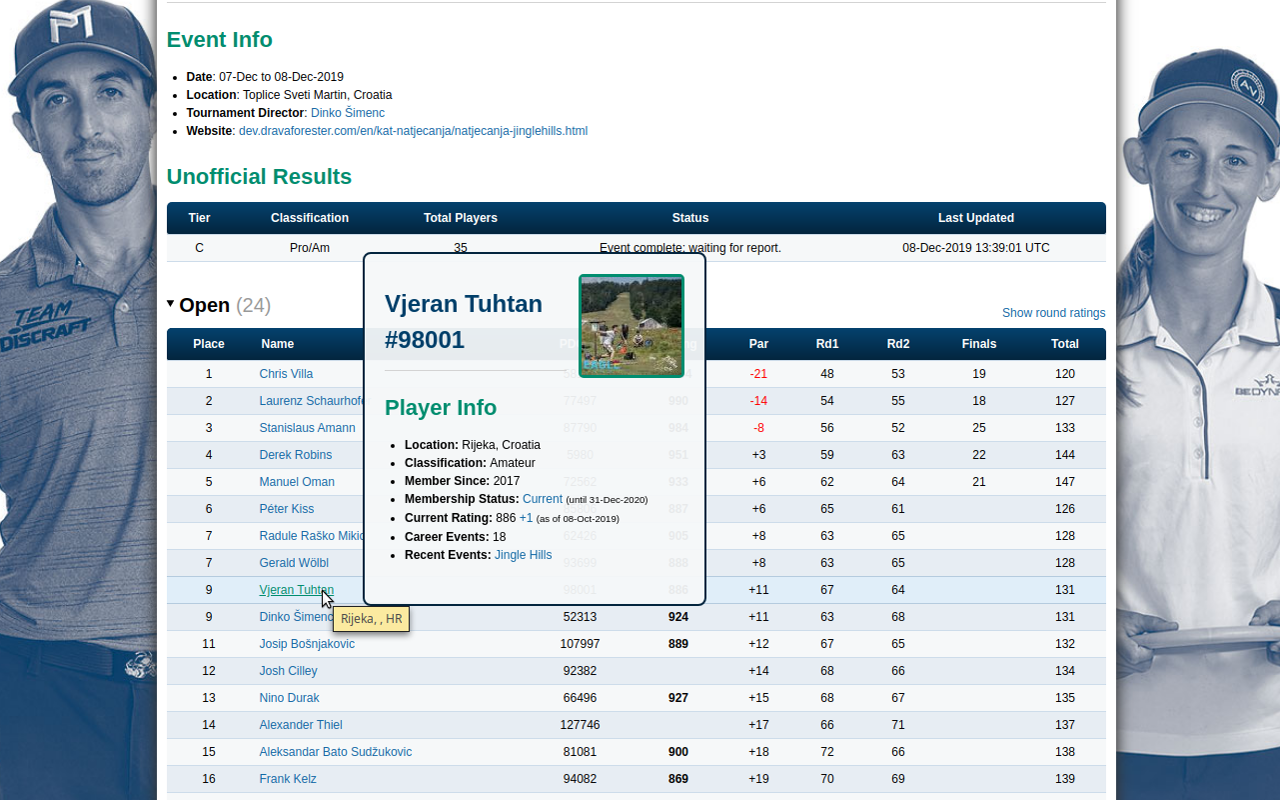 Event Info
Date: 07-Dec to 08-Dec-2019
Location: Toplice Sveti Martin, Croatia
Tournament Director: Dinko Šimenc
Website: dev.dravaforester.com/en/kat-natjecanja/natjecanja-jinglehills.html
Unofficial Results
Tier Classification Total Players Status Last Updated
C Pro/Am 35 Event complete; waiting for report. 08-Dec-2019 13:39:01 UTC
Open (24)
Show round ratings
Place Name Par Rd1 Rd2 Finals Total
1 Chris Villa -21 48 53 19 120
2 Laurenz Schaurhofer 77497 990 -14 54 55 18 127
3 Stanislaus Amann 87790 984 -8 56 52 25 133
4 Derek Robins 5980 951 +3 59 63 22 144
5 Manuel Oman 72562 933 +6 62 64 21 147
6 Péter Kiss 887 +6 65 61 126
7 Radule Raško Mikic 62426 905 +8 63 65 128
7 Gerald Wölbl 93699 888 +8 63 65 128
9 Vjeran Tuhtan 98001 886 +11 67 64 131
9 Dinko Šimenc 52313 924 +11 63 68 131
11 Josip Bošnjakovic 107997 889 +12 67 65 132
12 Josh Cilley 92382 +14 68 66 134
13 Nino Durak 66496 927 +15 68 67 135
14 Alexander Thiel 127746 +17 66 71 137
15 Aleksandar Bato Sudžukovic 81081 900 +18 72 66 138
16 Frank Kelz 94082 869 +19 70 69 139
Vjeran Tuhtan
#98001
EAGLE
Player Info
Location: Rijeka, Croatia
Classification: Amateur
Member Since: 2017
Membership Status: Current (until 31-Dec-2020)
Current Rating: 886 +1 (as of 08-Oct-2019)
Career Events: 18
Recent Events: Jingle Hills
Rijeka, , HR
TEAM
DISCRAFT
AV